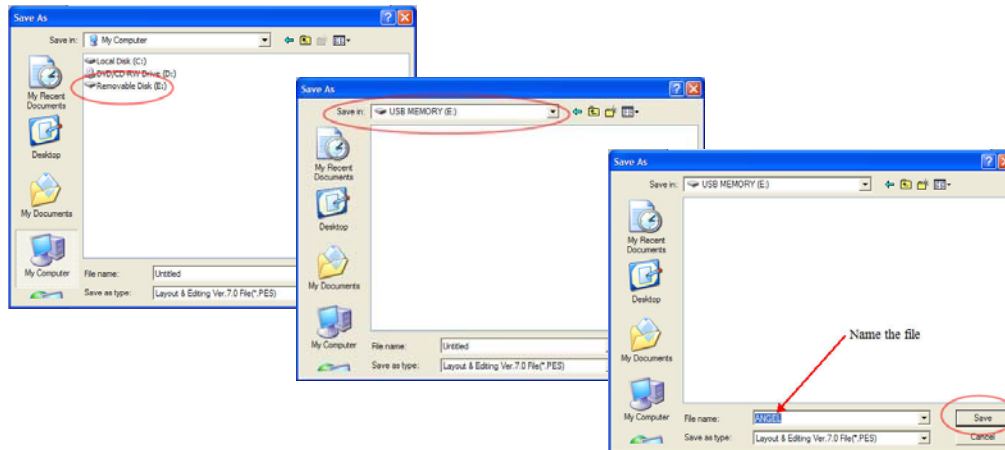 Save As
Save in: My Computer
Local Disk (C:)
DVD/CD-RW Drive (D:)
Removable Disk (E:)
My Recent
Documents
Desktop
My Documents
My Computer
File name: Untitled
Save as type: Layout & Editing Ver.7.0 File(*.PES)
Save As
Save in: USB MEMORY (E:)
My Recent
Documents
Desktop
My Documents
My Computer
File name: Untitled
Save as type: Layout & Editing Ver.7.0 File(*.PES)
Save As
Save in: USB MEMORY (E:)
My Recent
Documents
Desktop
My Documents
Name the file
My Computer
File name: ANGEL Save
Save as type: Layout & Editing Ver.7.0 File(*.PES) Cancel